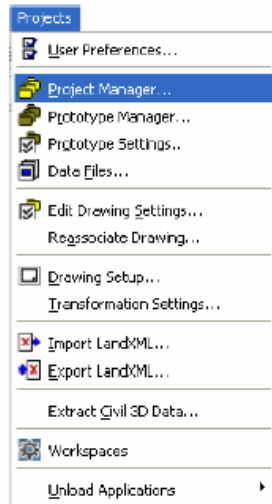 Projects
User Preferences...
Project Manager...
Prototype Manager...
Prototype Settings..
Data Files...
Edit Drawing Settings...
Reassociate Drawing...
Drawing Setup...
Transformation Settings...
Import LandXML...
Export LandXML...
Extract Civil 3D Data...
Workspaces
Unload Applications